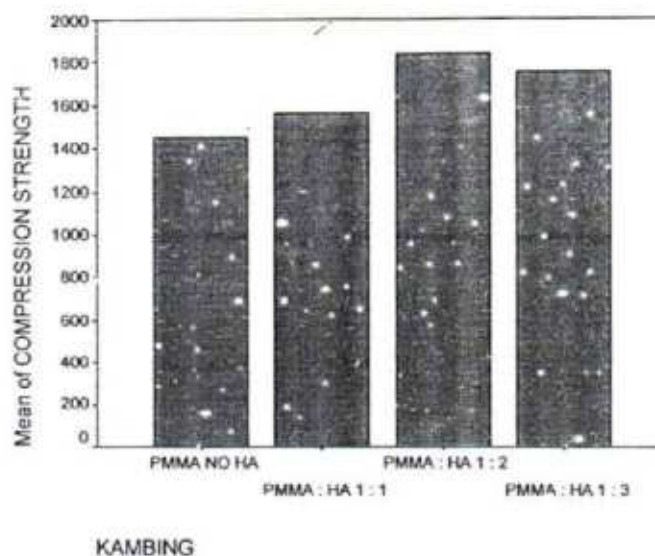 Mean of COMPRESSION STRENGTH
2000
1800
1600
1400
1200
1000
800
600
400
200
0
PMMA NO HA
PMMA : HA 1 : 1
PMMA : HA 1 : 2
PMMA : HA 1 : 3
KAMBING